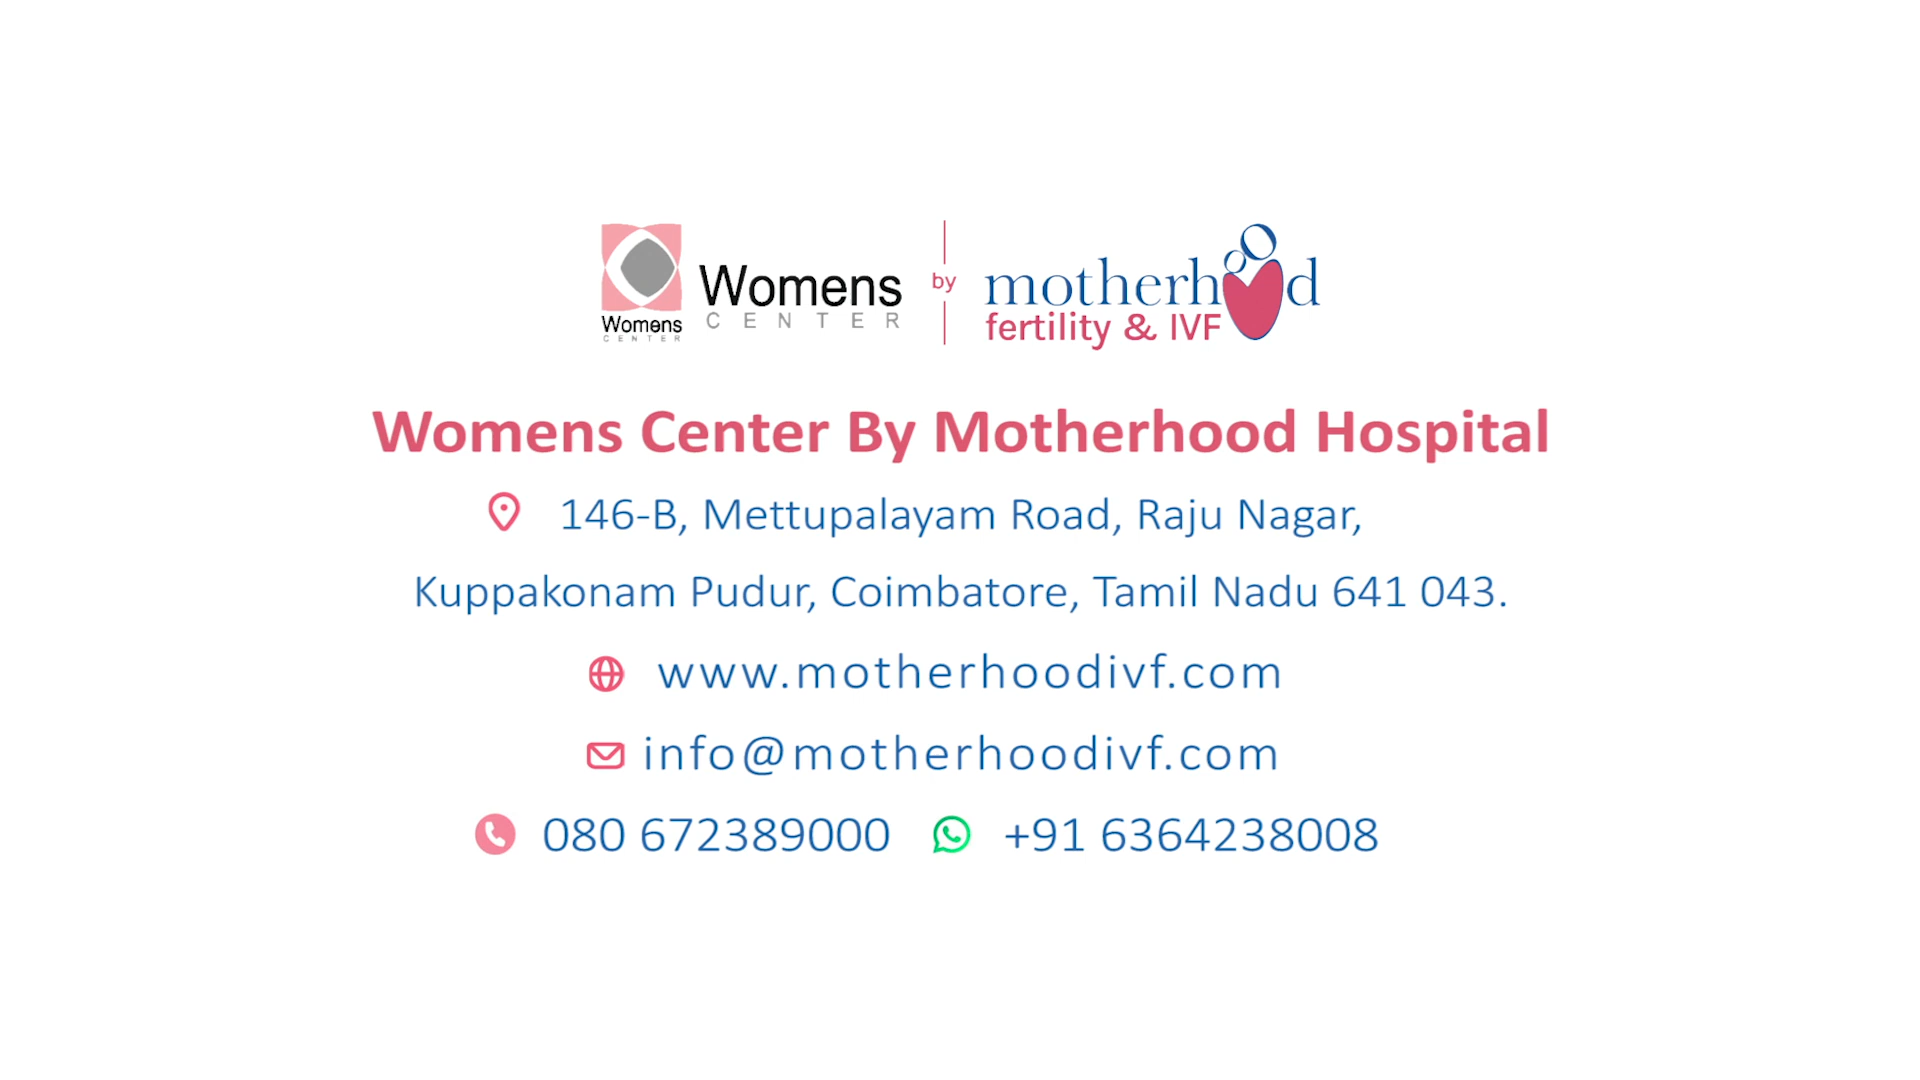 Womens
CENTER
Womens
CENTER
by
motherhood
fertility & IVF
Womens Center By Motherhood Hospital
146-B, Mettupalayam Road, Raju Nagar,
Kuppakonam Pudur, Coimbatore, Tamil Nadu 641 043.
www.motherhoodivf.com
info@motherhoodivf.com
080 672389000 +91 6364238008